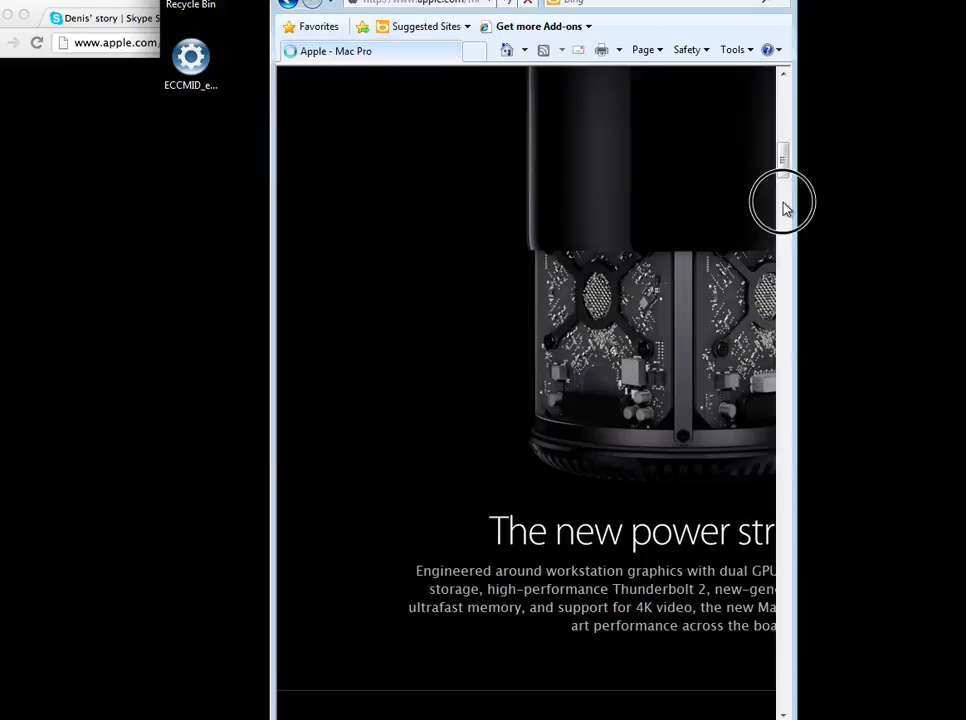 Recycle Bin
Denis' story | Skype S
www.apple.com
ECCMID_e...
Bing
Favorites
Suggested Sites
Get more Add-ons
Apple - Mac Pro
Page
Safety
Tools
The new power str
Engineered around workstation graphics with dual GPU
storage, high-performance Thunderbolt 2, new-gene
ultrafast memory, and support for 4K video, the new Ma
art performance across the boa